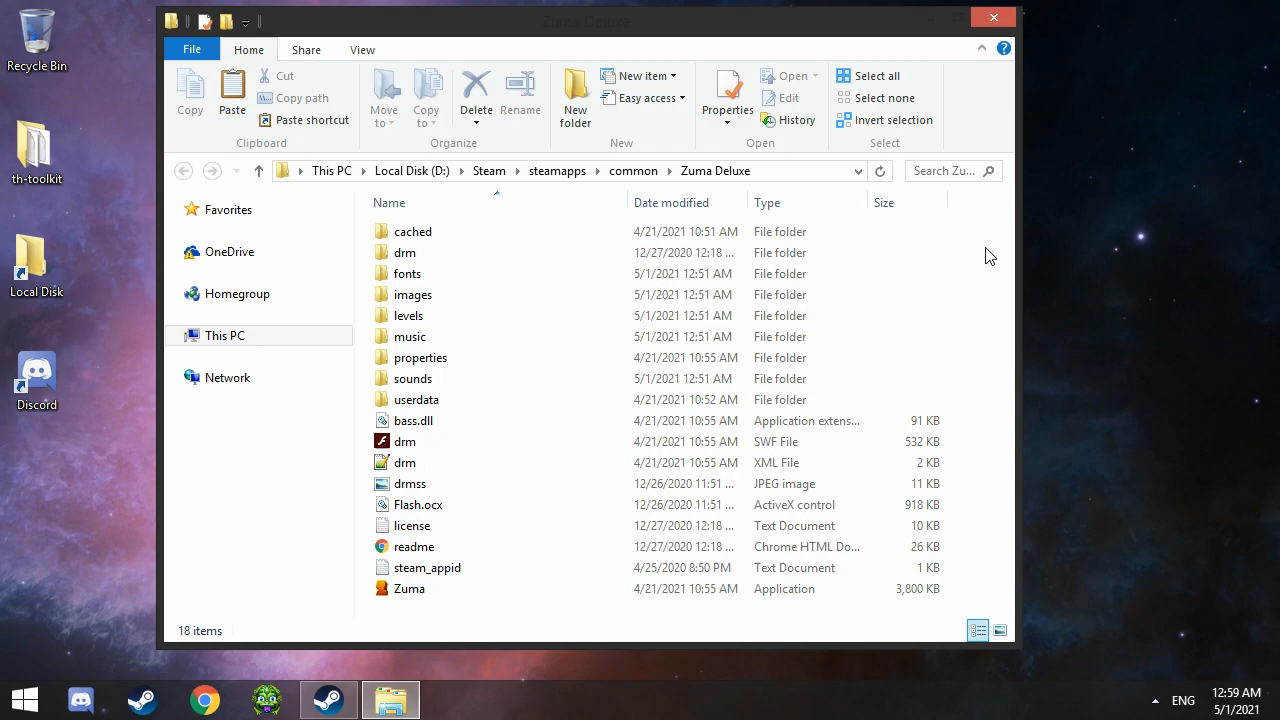 Zuma Deluxe
Recycle Bin
th-toolkit
Local Disk
Discord
File
Home
Share
View
Copy
Paste
Cut
Copy path
Paste shortcut
Clipboard
Move
to
Copy
to
Delete
Rename
Organize
New
folder
New item
Easy access
New
Properties
Open
Edit
History
Open
Select all
Select none
Invert selection
Select
This PC
Local Disk (D:)
Steam
steamapps
common
Zuma Deluxe
Search Zu...
Favorites
OneDrive
Homegroup
This PC
Network
Name Date modified Type Size
cached 4/21/2021 10:51 AM File folder
drm 12/27/2020 12:18 ... File folder
fonts 5/1/2021 12:51 AM File folder
images 5/1/2021 12:51 AM File folder
levels 5/1/2021 12:51 AM File folder
music 5/1/2021 12:51 AM File folder
properties 4/21/2021 10:55 AM File folder
sounds 5/1/2021 12:51 AM File folder
userdata 4/21/2021 10:52 AM File folder
bass.dll 4/21/2021 10:55 AM Application extens... 91 KB
drm 4/21/2021 10:55 AM SWF File 532 KB
drm 4/21/2021 10:55 AM XML File 2 KB
drmss 12/26/2020 11:51 ... JPEG image 11 KB
Flash.ocx 12/26/2020 11:51 ... ActiveX control 918 KB
license 12/27/2020 12:18 ... Text Document 10 KB
readme 12/27/2020 12:18 ... Chrome HTML Do... 26 KB
steam_appid 4/25/2020 8:50 PM Text Document 1 KB
Zuma 4/21/2021 10:55 AM Application 3,800 KB
18 items
ENG
12:59 AM
5/1/2021